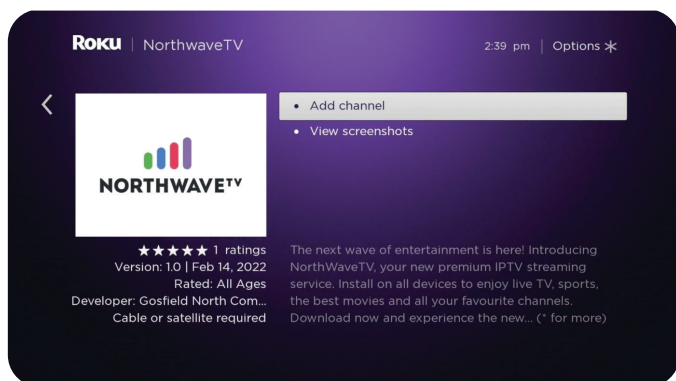 Roku | NorthwaveTV
2:39 pm | Options
NORTHWAVETV
• Add channel
• View screenshots
★★★★★ 1 ratings
Version: 1.0 | Feb 14, 2022
Rated: All Ages
Developer: Gosfield North Com...
Cable or satellite required
The next wave of entertainment is here! Introducing
NorthWaveTV, your new premium IPTV streaming
service. Install on all devices to enjoy live TV, sports,
the best movies and all your favourite channels.
Download now and experience the new... (* for more)